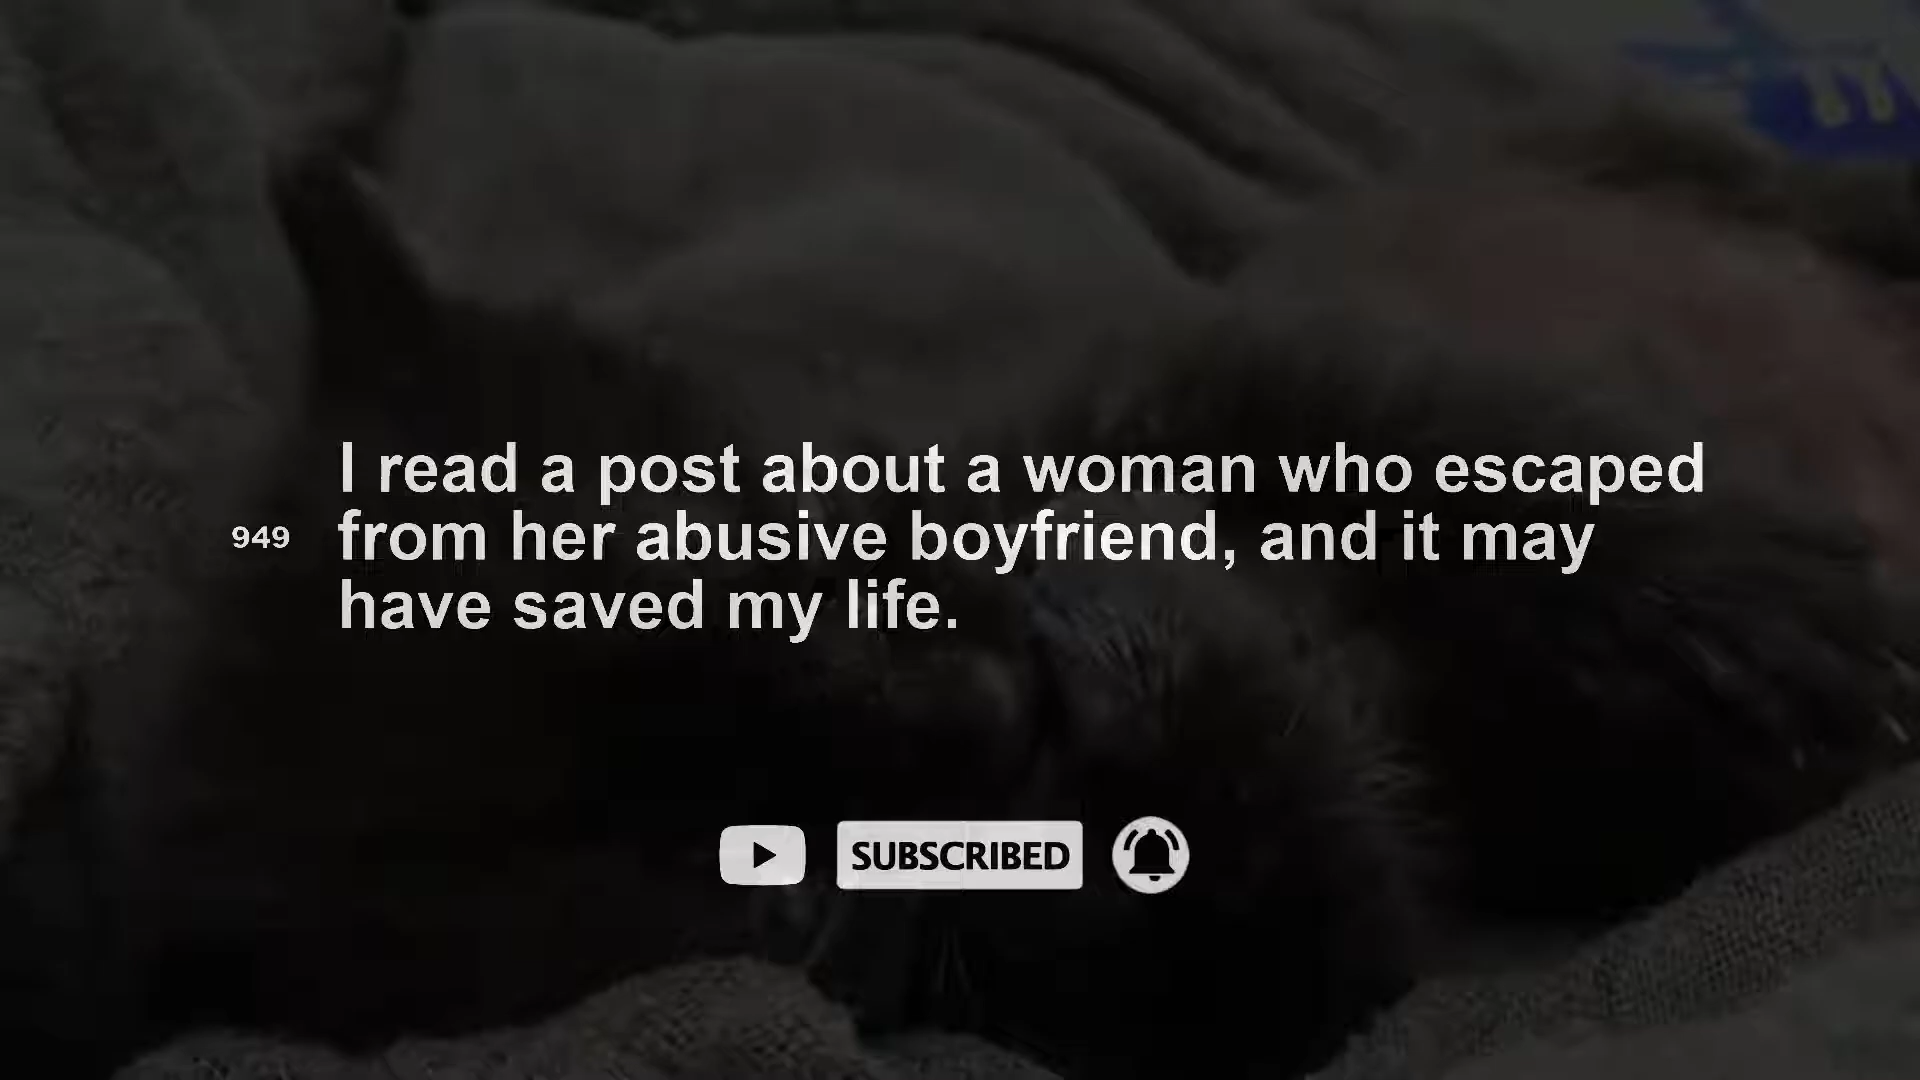 I read a post about a woman who escaped
949 from her abusive boyfriend, and it may
have saved my life.
SUBSCRIBED